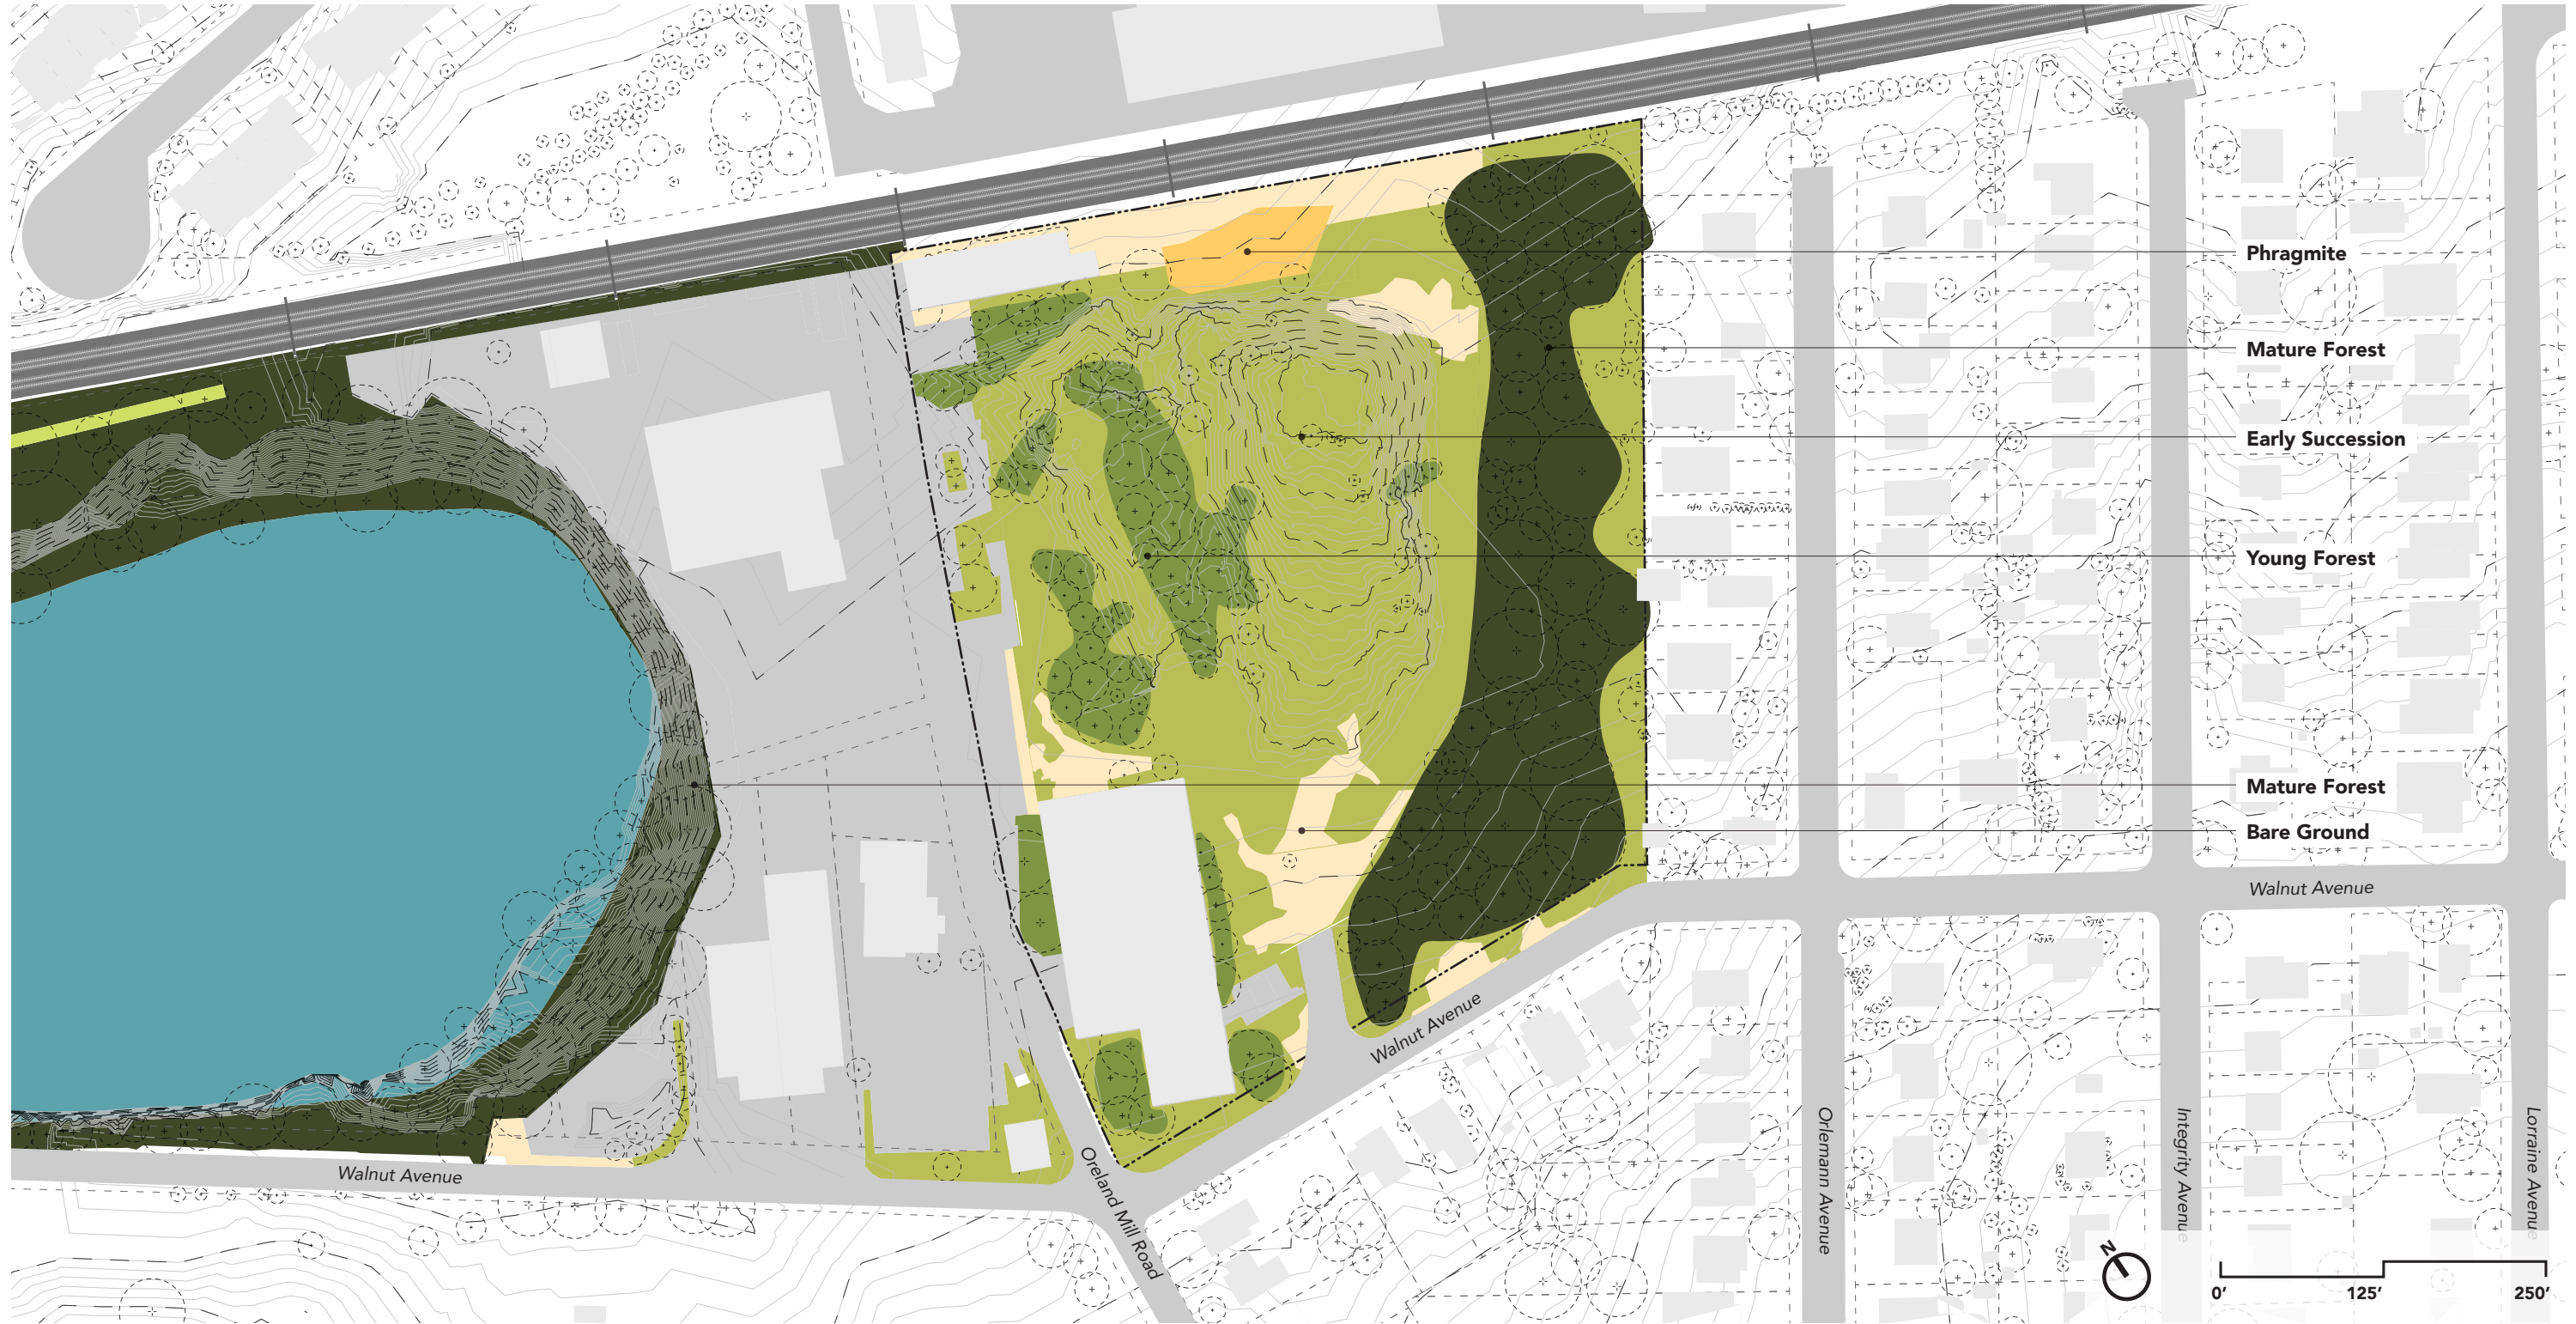 Phragmite
Mature Forest
Early Succession
Young Forest
Mature Forest
Bare Ground
Walnut Avenue
Walnut Avenue
Walnut Avenue
Oreland Mill Road
Orlemann Avenue
Integrity Avenue
Lorraine Avenue
N
0' 125' 250'